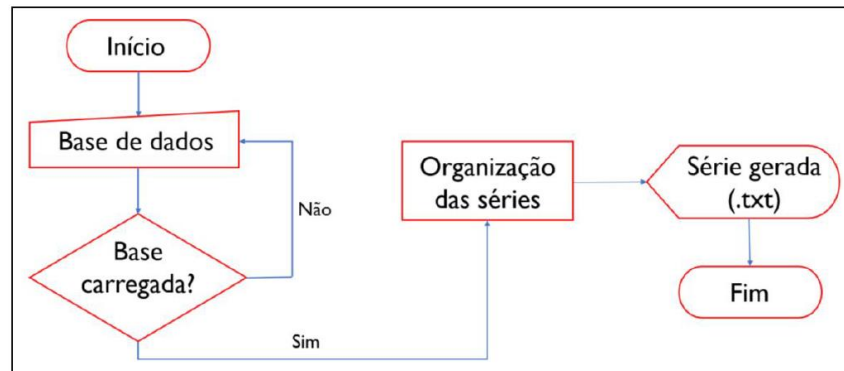 Início
Base de dados
Não
Base
carregada?
Sim
Organização
das séries
Série gerada
(.txt)
Fim